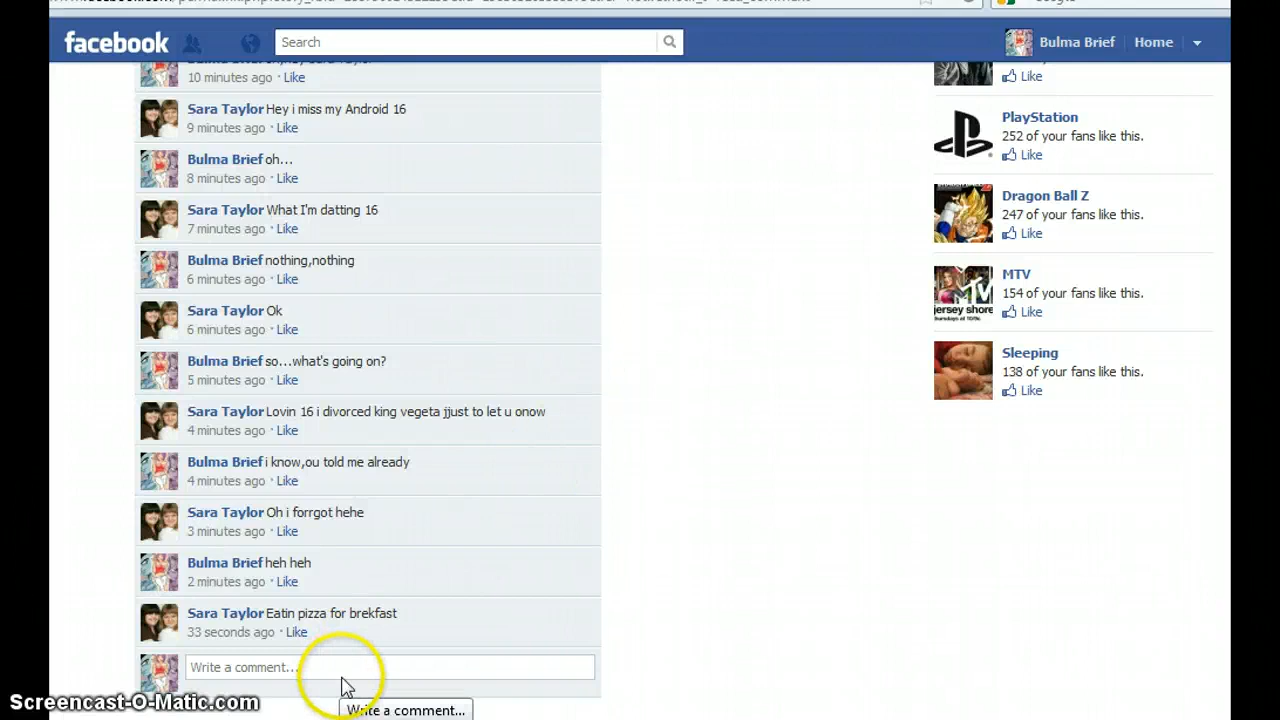 facebook
Search
Bulma Brief
Home
10 minutes ago · Like
Sara Taylor Hey i miss my Android 16
9 minutes ago · Like
Bulma Brief oh...
8 minutes ago · Like
Sara Taylor What I'm datting 16
7 minutes ago · Like
Bulma Brief nothing,nothing
6 minutes ago · Like
Sara Taylor Ok
6 minutes ago · Like
Bulma Brief so...what's going on?
5 minutes ago · Like
Sara Taylor Lovin 16 i divorced king vegeta jjust to let u onow
4 minutes ago · Like
Bulma Brief i know,ou told me already
4 minutes ago · Like
Sara Taylor Oh i forrgot hehe
3 minutes ago · Like
Bulma Brief heh heh
2 minutes ago · Like
Sara Taylor Eatin pizza for brekfast
33 seconds ago · Like
Write a comment...
Write a comment...
Like
PlayStation
252 of your fans like this.
Like
Dragon Ball Z
247 of your fans like this.
Like
MTV
154 of your fans like this.
Like
MTV
jersey shore
Sleeping
138 of your fans like this.
Like
Screencast-O-Matic.com